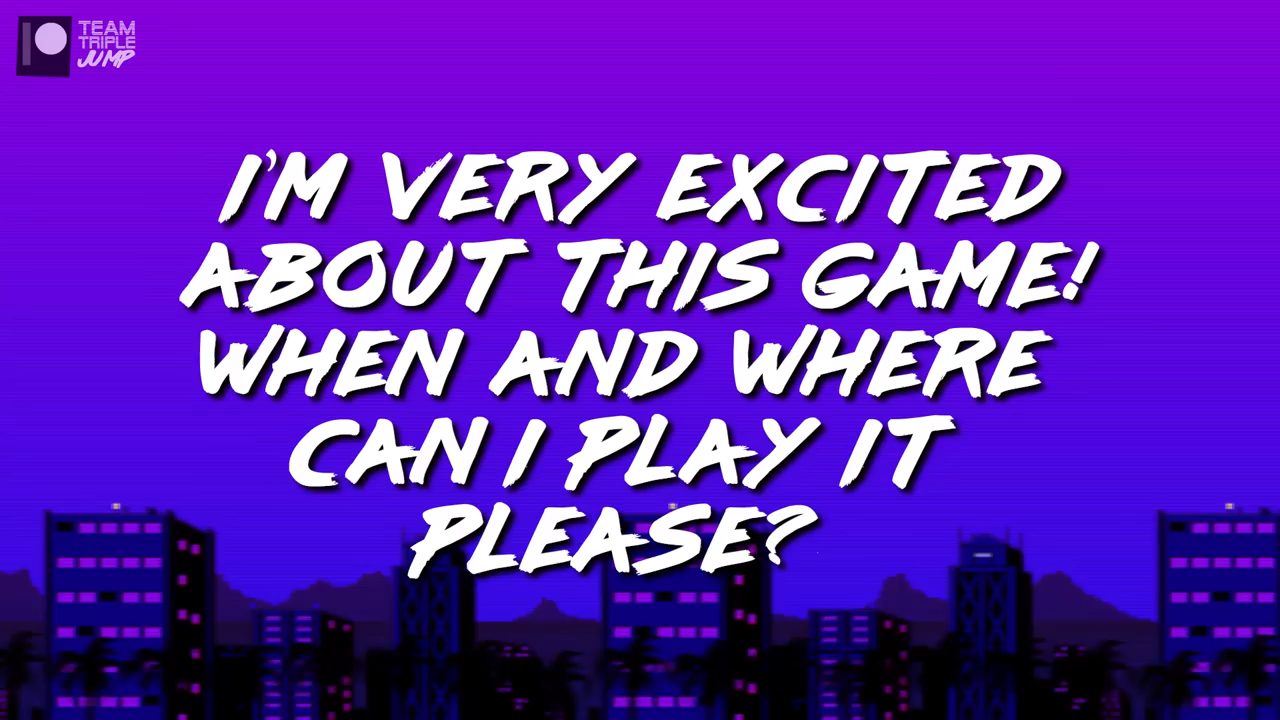 TEAM
TRIPLE
JUMP
I'M VERY EXCITED
ABOUT THIS GAME!
WHEN AND WHERE
CAN I PLAY IT
PLEASE?